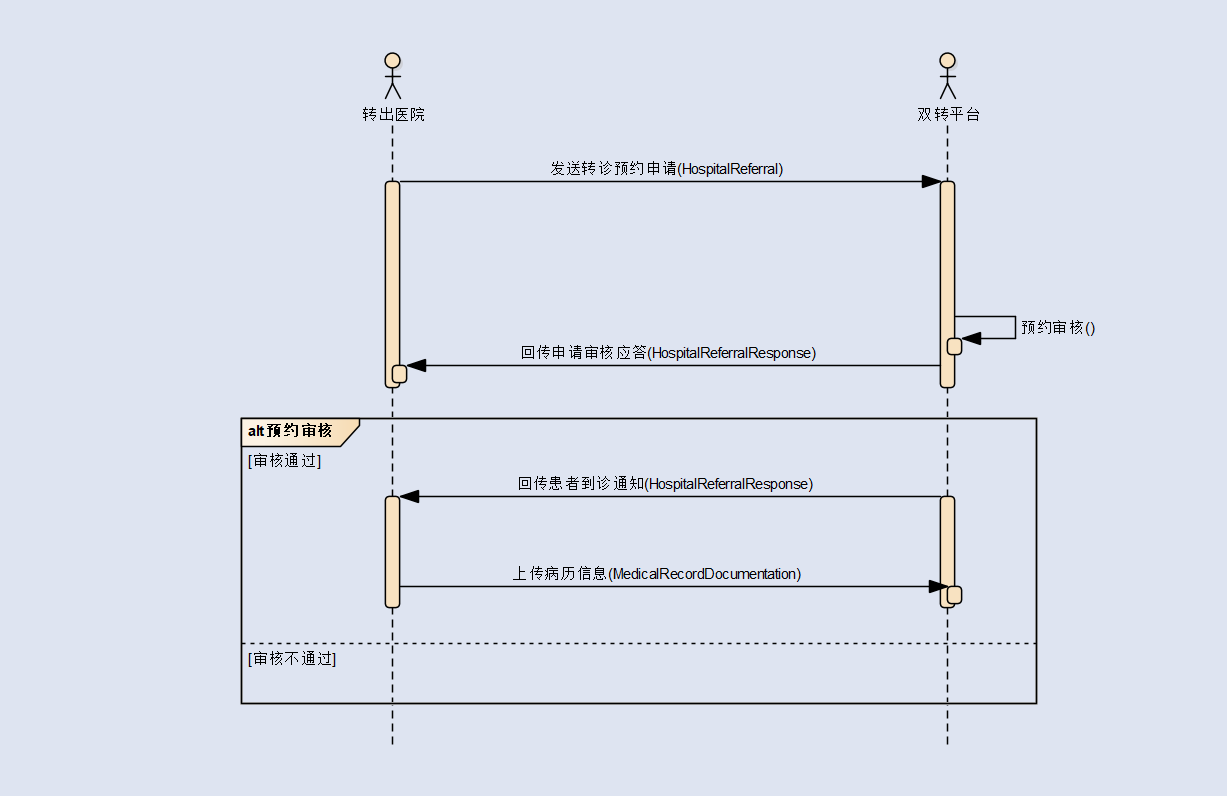 转出医院
双转平台
发送转诊预约申请(HospitalReferral)
预约审核()
回传申请审核应答(HospitalReferralResponse)
alt预约审核
[审核通过]
回传患者到诊通知(HospitalReferralResponse)
上传病历信息(MedicalRecordDocumentation)
[审核不通过]